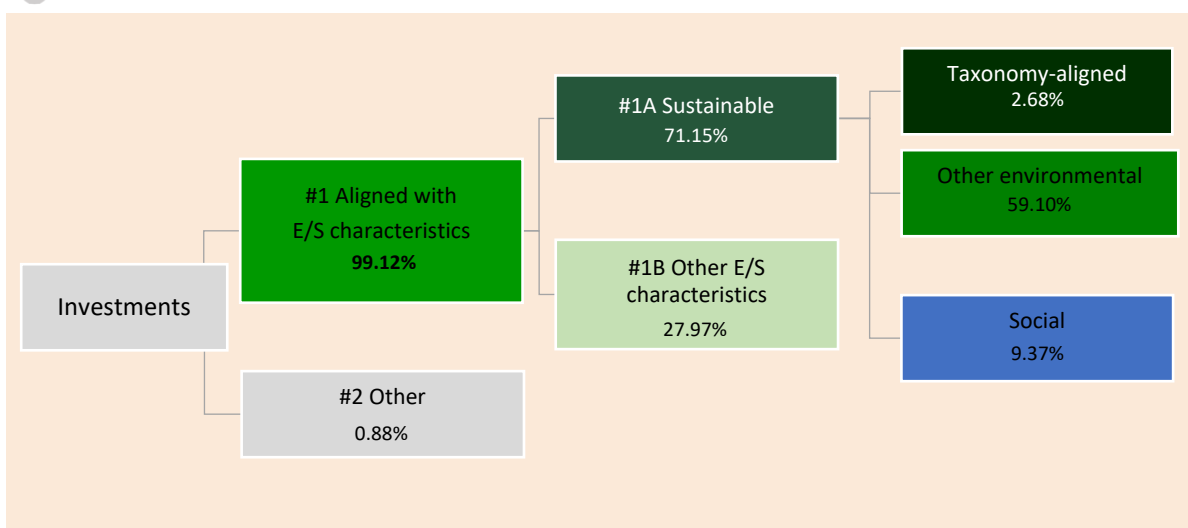 Investments
#1 Aligned with
E/S characteristics
99.12%
#2 Other
0.88%
#1A Sustainable
71.15%
#1B Other E/S
characteristics
27.97%
Taxonomy-aligned
2.68%
Other environmental
59.10%
Social
9.37%